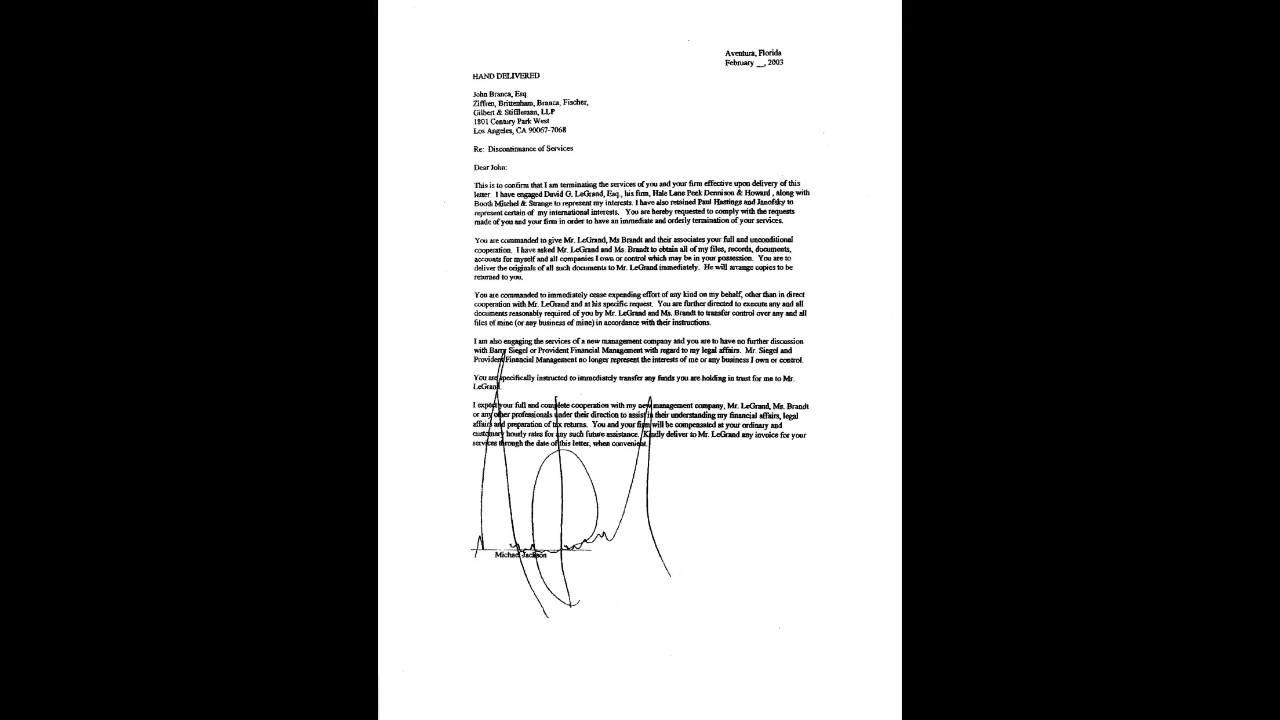 Aventura, Florida
February __, 2003
HAND DELIVERED
John Branca, Esq.
Ziffren, Brittenham, Branca, Fischer,
Gilbert & Stiffleman, LLP
1801 Century Park West
Los Angeles, CA 90067-7068
Re: Discontinuance of Services
Dear John:
This is to confirm that I am terminating the services of you and your firm effective upon delivery of this
letter. I have engaged David G. LeGrand, Esq., his firm, Hale Lane Peek Dennison & Howard , along with
Booth Mitchel & Strange to represent my interests. I have also retained Paul Hastings and Janofsky to
represent certain of my international interests. You are hereby requested to comply with the requests
made of you and your firm in order to have an immediate and orderly termination of your services.
You are commanded to give Mr. LeGrand, Ms Brandt and their associates your full and unconditional
cooperation. I have asked Mr. LeGrand and Ms. Brandt to obtain all of my files, records, documents,
accounts for myself and all companies I own or control which may be in your possession. You are to
deliver the originals of all such documents to Mr. LeGrand immediately. He will arrange copies to be
returned to you.
You are commanded to immediately cease expending effort of any kind on my behalf, other than in direct
cooperation with Mr. LeGrand and at his specific request. You are further directed to execute any and all
documents reasonably required of you by Mr. LeGrand and Ms. Brandt to transfer control over any and all
files of mine (or any business of mine) in accordance with their instructions.
I am also engaging the services of a new management company and you are to have no further discussion
with Barry Siegel or Provident Financial Management with regard to my legal affairs. Mr. Siegel and
Provident Financial Management no longer represent the interests of me or any business I own or control.
You are specifically instructed to immediately transfer any funds you are holding in trust for me to Mr.
LeGrand.
I expect your full and complete cooperation with my new management company, Mr. LeGrand, Ms. Brandt
or any other professionals under their direction to assist in their understanding my financial affairs, legal
affairs and preparation of tax returns. You and your firm will be compensated at your ordinary and
customary hourly rates for any such future assistance. Kindly deliver to Mr. LeGrand any invoice for your
services through the date of this letter, when convenient.
Michael Jackson